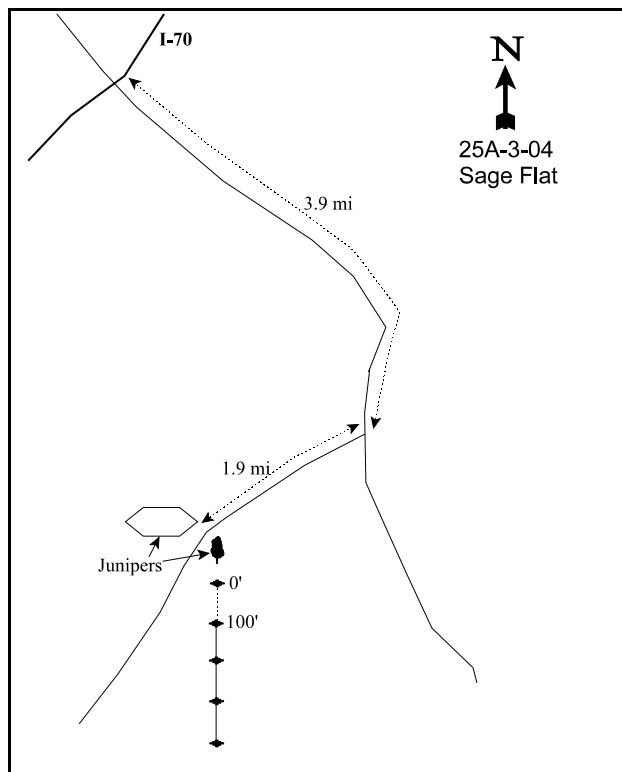 I-70
N
25A-3-04
Sage Flat
3.9 mi
1.9 mi
Junipers
0'
100'